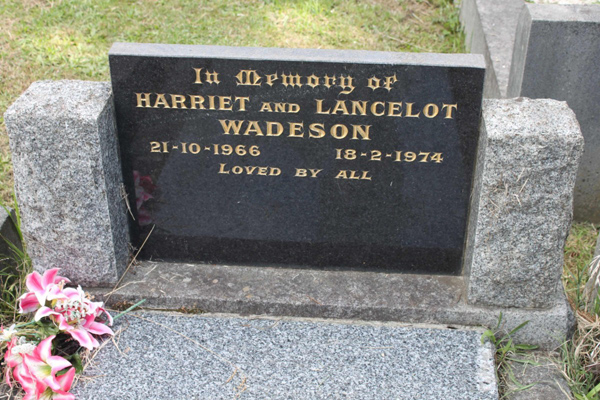 In Memory of
HARRIET AND LANCELOT
WADESON
21-10-1966 18-2-1974
LOVED BY ALL